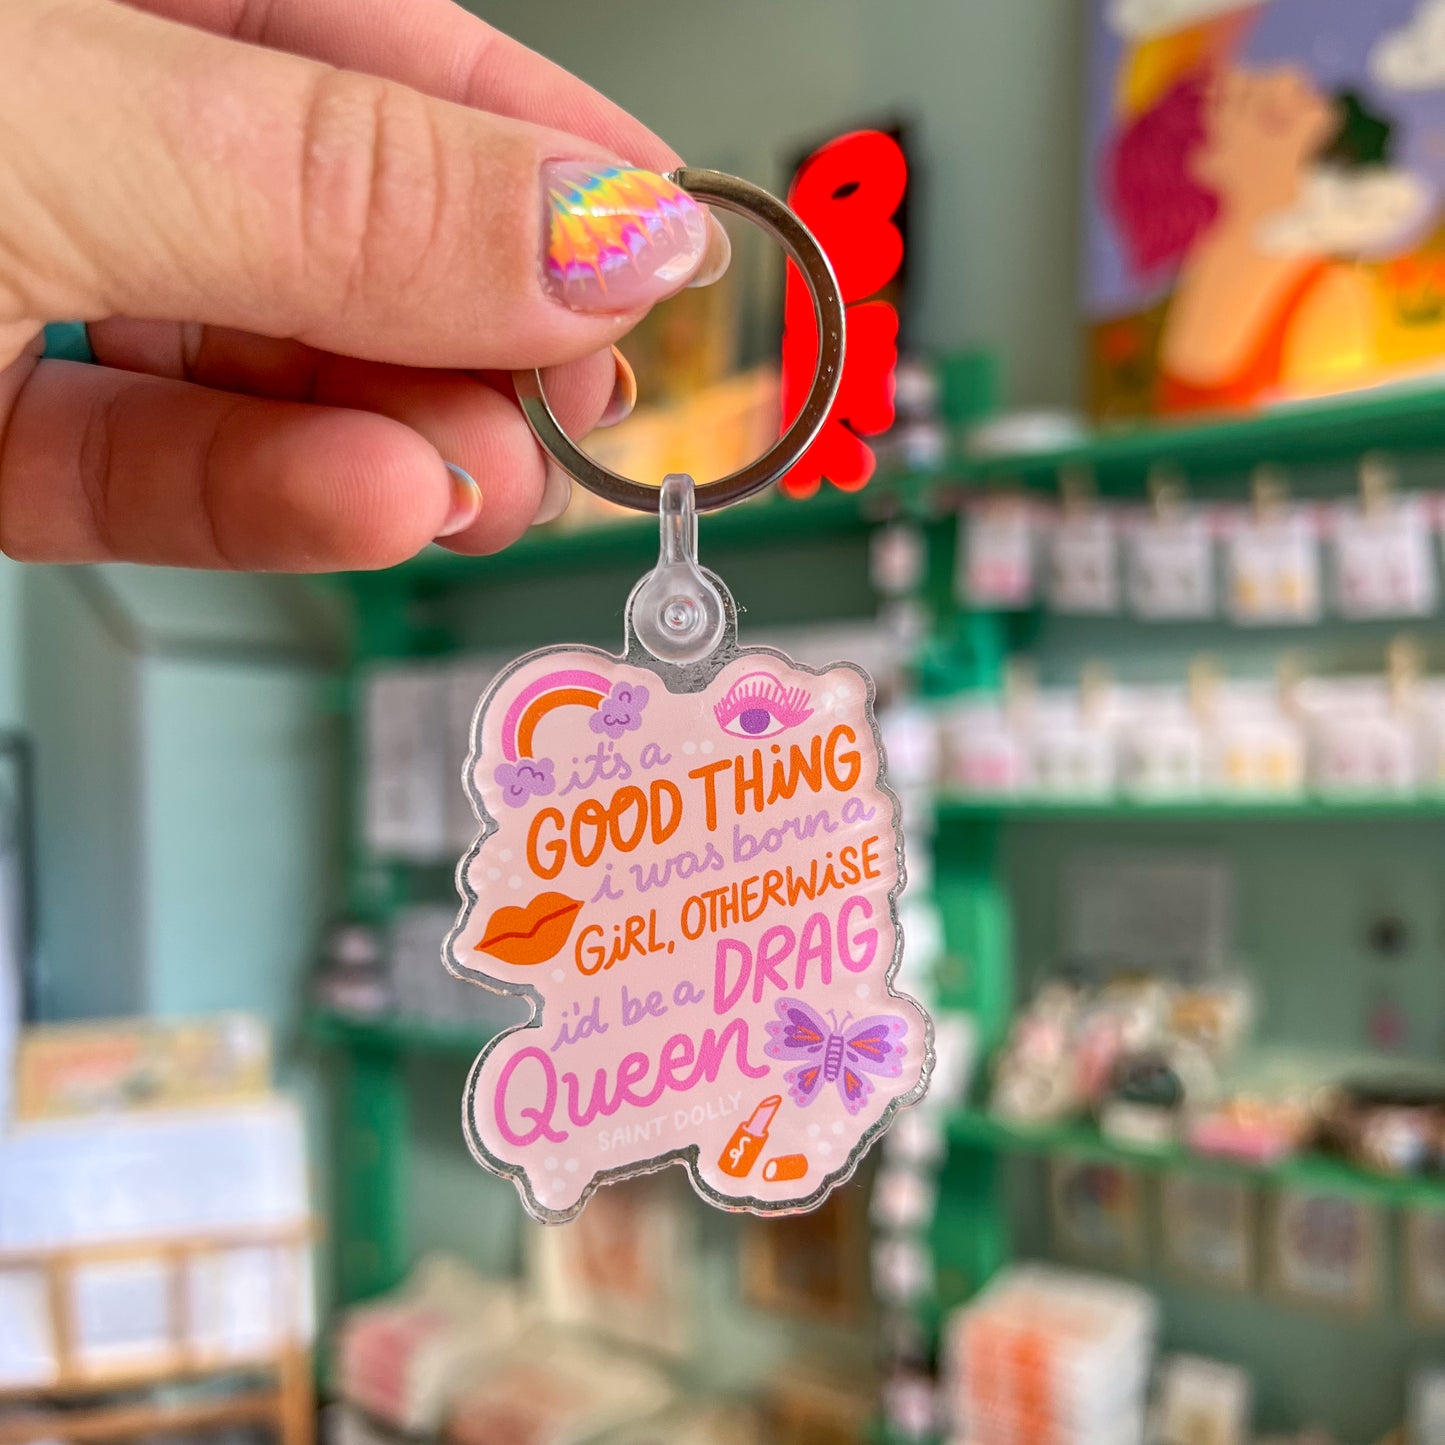 it's a
GOOD THiNG
i was born a
GiRL, OTHERWiSE
i'd be a DRAG
Queen
SAINT DOLLY